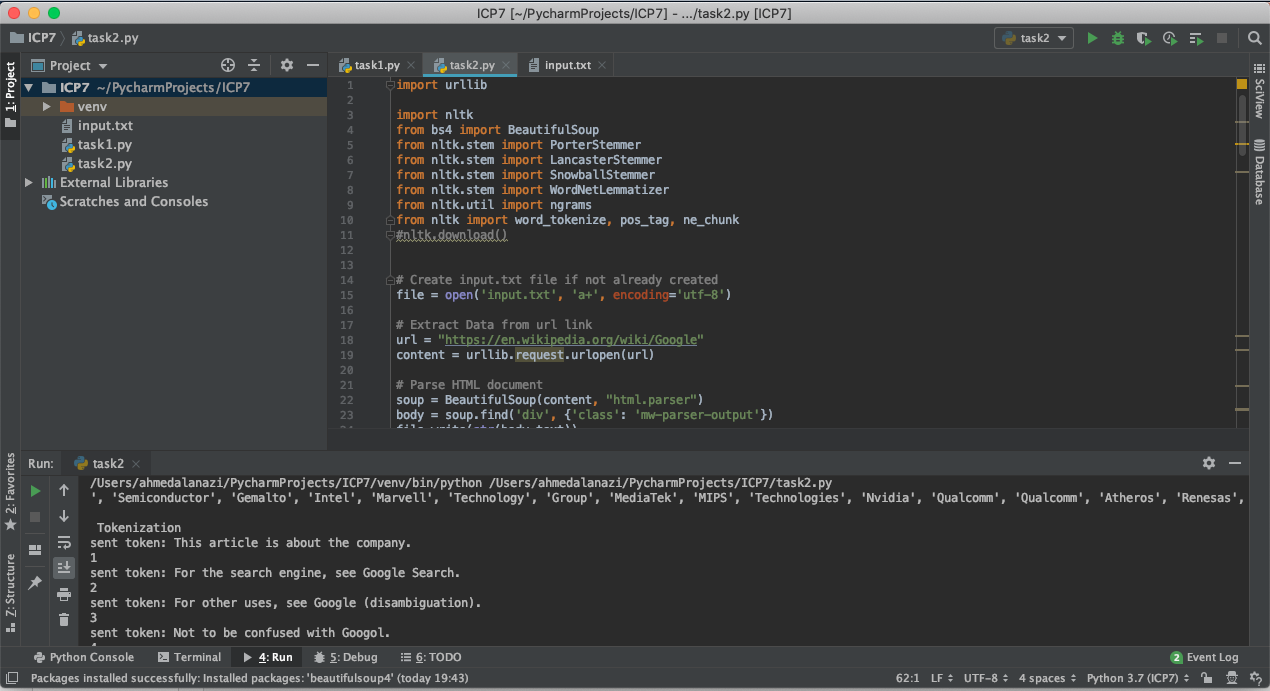 ICP7 [~/PycharmProjects/ICP7] - .../task2.py [ICP7]
ICP7 task2.py
task2
1: Project
Project
ICP7 ~/PycharmProjects/ICP7
venv
input.txt
task1.py
task2.py
External Libraries
Scratches and Consoles
task1.py task2.py input.txt
1 import urllib
2
3 import nltk
4 from bs4 import BeautifulSoup
5 from nltk.stem import PorterStemmer
6 from nltk.stem import LancasterStemmer
7 from nltk.stem import SnowballStemmer
8 from nltk.stem import WordNetLemmatizer
9 from nltk.util import ngrams
10 from nltk import word_tokenize, pos_tag, ne_chunk
11 #nltk.download()
12
13
14 # Create input.txt file if not already created
15 file = open('input.txt', 'a+', encoding='utf-8')
16
17 # Extract Data from url link
18 url = "https://en.wikipedia.org/wiki/Google"
19 content = urllib.request.urlopen(url)
20
21 # Parse HTML document
22 soup = BeautifulSoup(content, "html.parser")
23 body = soup.find('div', {'class': 'mw-parser-output'})
SciView
Database
2: Favorites
Z: Structure
Run: task2
/Users/ahmedalanazi/PycharmProjects/ICP7/venv/bin/python /Users/ahmedalanazi/PycharmProjects/ICP7/task2.py
', 'Semiconductor', 'Gemalto', 'Intel', 'Marvell', 'Technology', 'Group', 'MediaTek', 'MIPS', 'Technologies', 'Nvidia', 'Qualcomm', 'Qualcomm', 'Atheros', 'Renesas',
Tokenization
sent token: This article is about the company.
1
sent token: For the search engine, see Google Search.
2
sent token: For other uses, see Google (disambiguation).
3
sent token: Not to be confused with Googol.
Python Console Terminal 4: Run 5: Debug 6: TODO 2 Event Log
Packages installed successfully: Installed packages: 'beautifulsoup4' (today 19:43) 62:1 LF UTF-8 4 spaces Python 3.7 (ICP7)